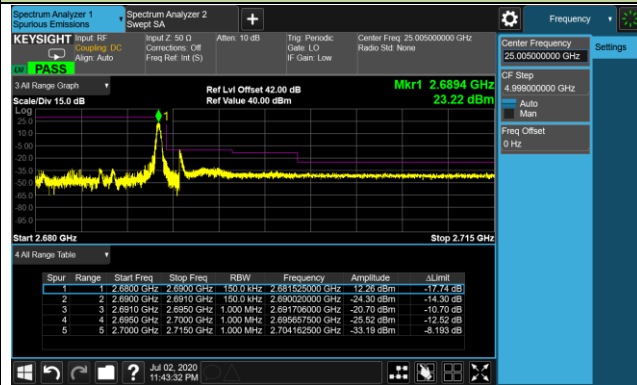 Spectrum Analyzer 1
Spurious Emissions
Spectrum Analyzer 2
Swept SA
+
Frequency
KEYSIGHT
Input: RF
Coupling: DC
Align: Auto
Input Z: 50 Ω
Corrections: Off
Freq Ref: Int (S)
Atten: 10 dB
Trig: Periodic
Gate: LO
IF Gain: Low
Center Freq: 25.005000000 GHz
Radio Std: None
LW PASS
3 All Range Graph
Scale/Div 15.0 dB
Ref Lvl Offset 42.00 dB
Ref Value 40.00 dBm
Mkr1 2.6894 GHz
23.22 dBm
Log
25.0
10.0
-5.00
-20.0
-35.0
-50.0
-65.0
-80.0
-95.0
1
Start 2.680 GHz
Stop 2.715 GHz
4 All Range Table
Spur Range Start Freq Stop Freq RBW Frequency Amplitude ΔLimit
1 1 2.6800 GHz 2.6900 GHz 150.0 kHz 2.681525000 GHz 12.26 dBm -17.74 dB
2 2 2.6900 GHz 2.6910 GHz 150.0 kHz 2.690020000 GHz -24.30 dBm -14.30 dB
3 3 2.6910 GHz 2.6950 GHz 1.000 MHz 2.691706000 GHz -20.70 dBm -10.70 dB
4 4 2.6950 GHz 2.7000 GHz 1.000 MHz 2.695657500 GHz -25.52 dBm -12.52 dB
5 5 2.7000 GHz 2.7150 GHz 1.000 MHz 2.704162500 GHz -33.19 dBm -8.193 dB
Center Frequency
25.005000000 GHz
Settings
CF Step
4.999000000 GHz
Auto
Man
Freq Offset
0 Hz
?
Jul 02, 2020
11:43:32 PM